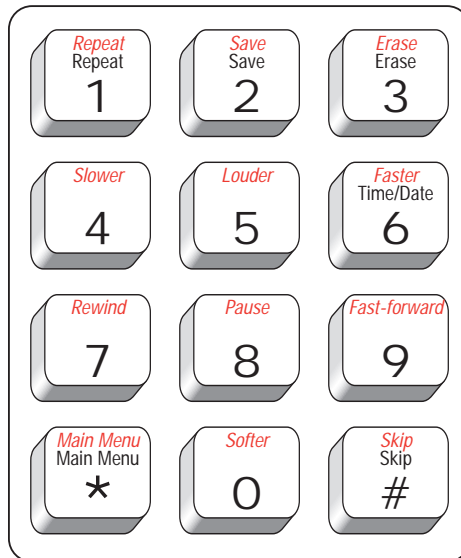 Repeat
Repeat
1
Save
Save
2
Erase
Erase
3
Slower
4
Louder
5
Faster
Time/Date
6
Rewind
7
Pause
8
Fast-forward
9
Main Menu
Main Menu
*
Softer
0
Skip
Skip
#